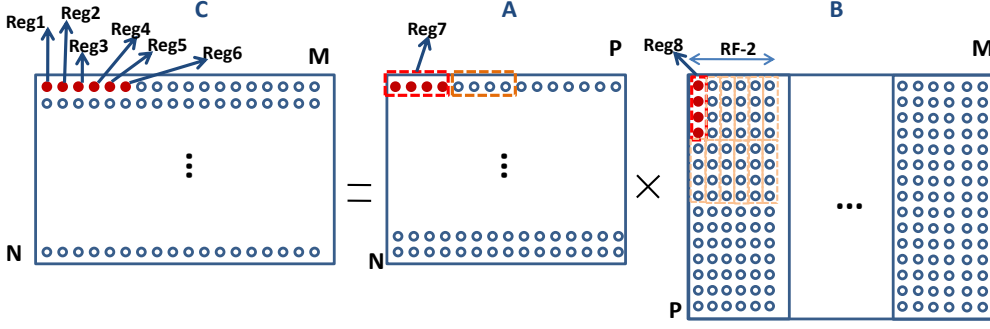 C
A
B
Reg1
Reg2
Reg3
Reg4
Reg5
Reg6
M
Reg7
P
Reg8
RF-2
M
N
=
N
×
P